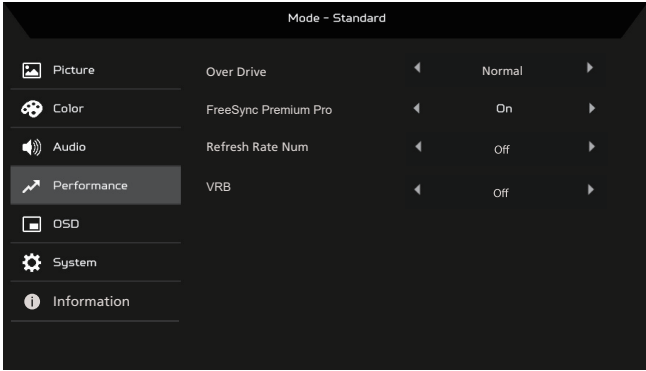 Mode - Standard
Picture
Over Drive Normal
Color
FreeSync Premium Pro On
Audio
Refresh Rate Num Off
Performance
VRB Off
OSD
System
Information